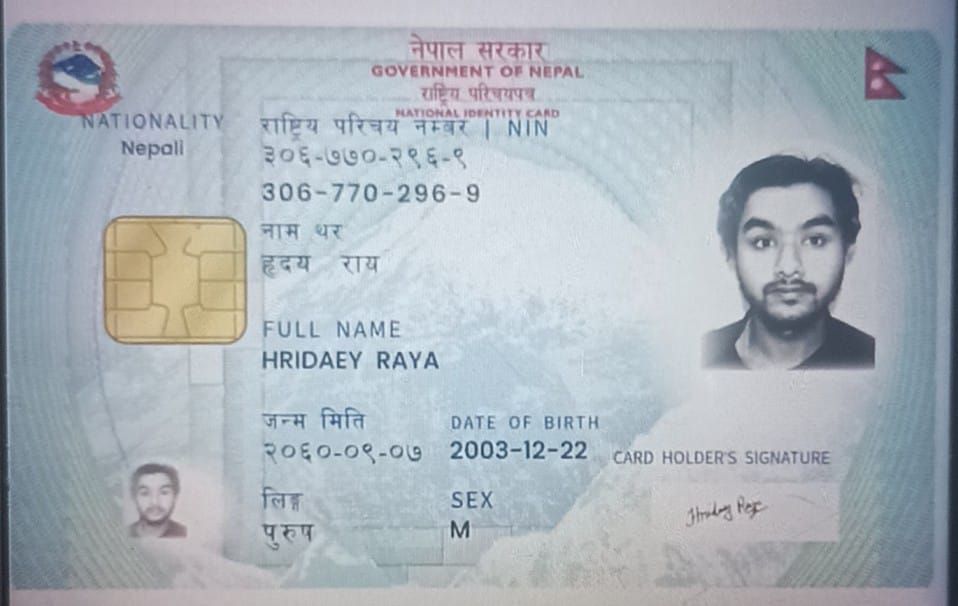 नेपाल सरकार
GOVERNMENT OF NEPAL
राष्ट्रिय परिचयपत्र
NATIONAL IDENTITY CARD
NATIONALITY
Nepali
राष्ट्रिय परिचय नम्बर | NIN
३०६-७७०-२९६-९
306-770-296-9
नाम थर
हृदय राय
FULL NAME
HRIDAEY RAYA
जन्म मिति DATE OF BIRTH
२०६०-०९-०७ 2003-12-22
CARD HOLDER'S SIGNATURE
लिङ्ग SEX
पुरुष M